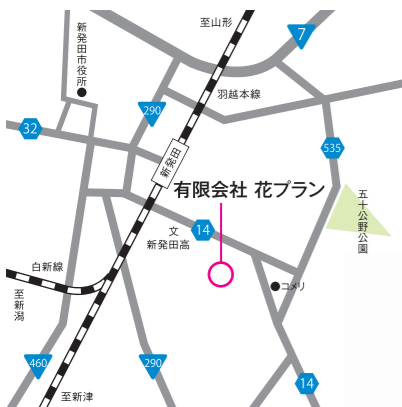 至山形
7
新発田市役所
羽越本線
290
32
535
新発田
有限会社 花プラン
五十公野公園
文
新発田高
14
白新線
コメリ
至新潟
460
290
14
至新津